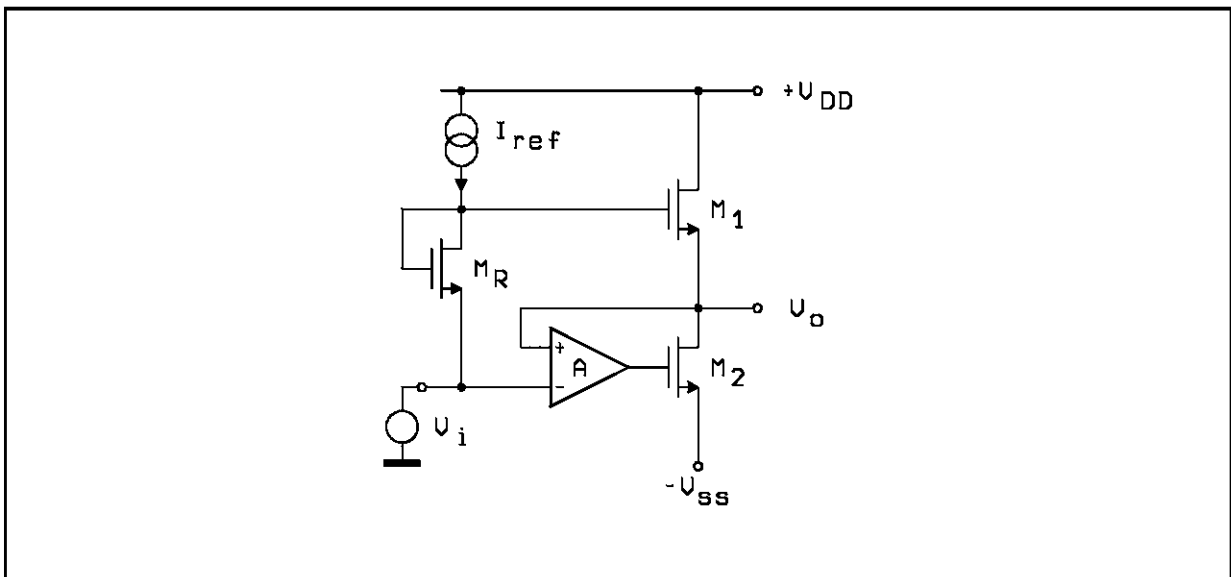 +V_DD
I_ref
M_1
M_R
V_o
+
A
M_2
-
V_i
-V_SS